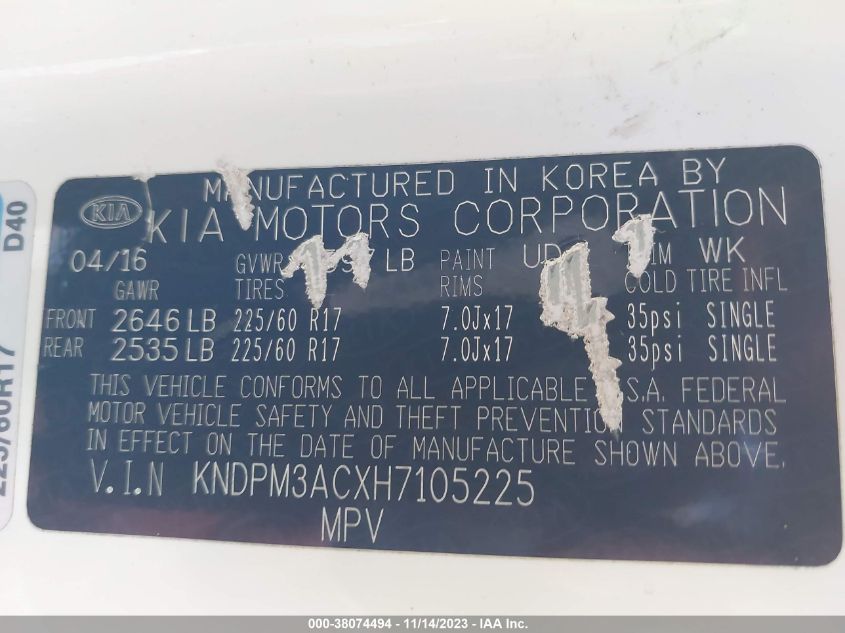 MANUFACTURED IN KOREA BY
KIA
KIA MOTORS CORPORATION
04/16 GVWR LB PAINT UD WK
GAWR TIRES RIMS COLD TIRE INFL
FRONT 2646 LB 225/60 R17 7.0Jx17 35psi SINGLE
REAR 2535 LB 225/60 R17 7.0Jx17 35psi SINGLE
THIS VEHICLE CONFORMS TO ALL APPLICABLE S.A. FEDERAL
MOTOR VEHICLE SAFETY AND THEFT PREVENTION STANDARDS
IN EFFECT ON THE DATE OF MANUFACTURE SHOWN ABOVE.
V.I.N KNDPM3ACXH7105225
MPV
D40
225/60R17
000-38074494 - 11/14/2023 - IAA Inc.